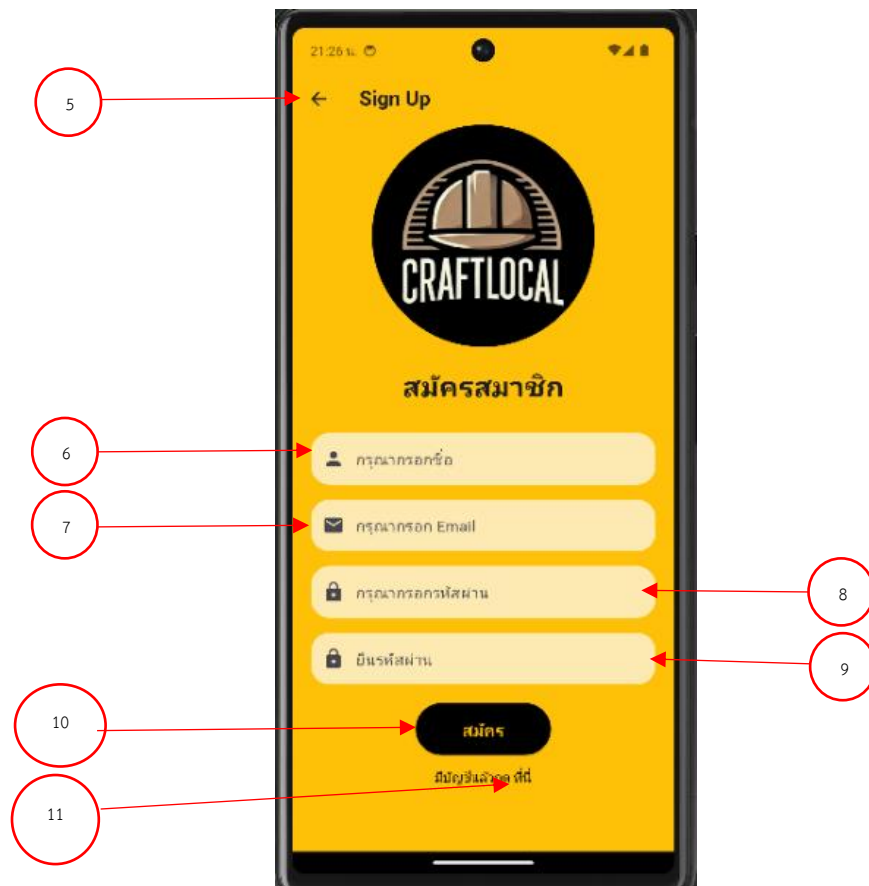 21:26 น.
5
Sign Up
CRAFTLOCAL
สมัครสมาชิก
6
กรุณากรอกชื่อ
7
กรุณากรอก Email
8
กรุณากรอกรหัสผ่าน
9
ยืนรหัสผ่าน
10
สมัคร
มีบัญชีแล้วกด ที่นี่
11